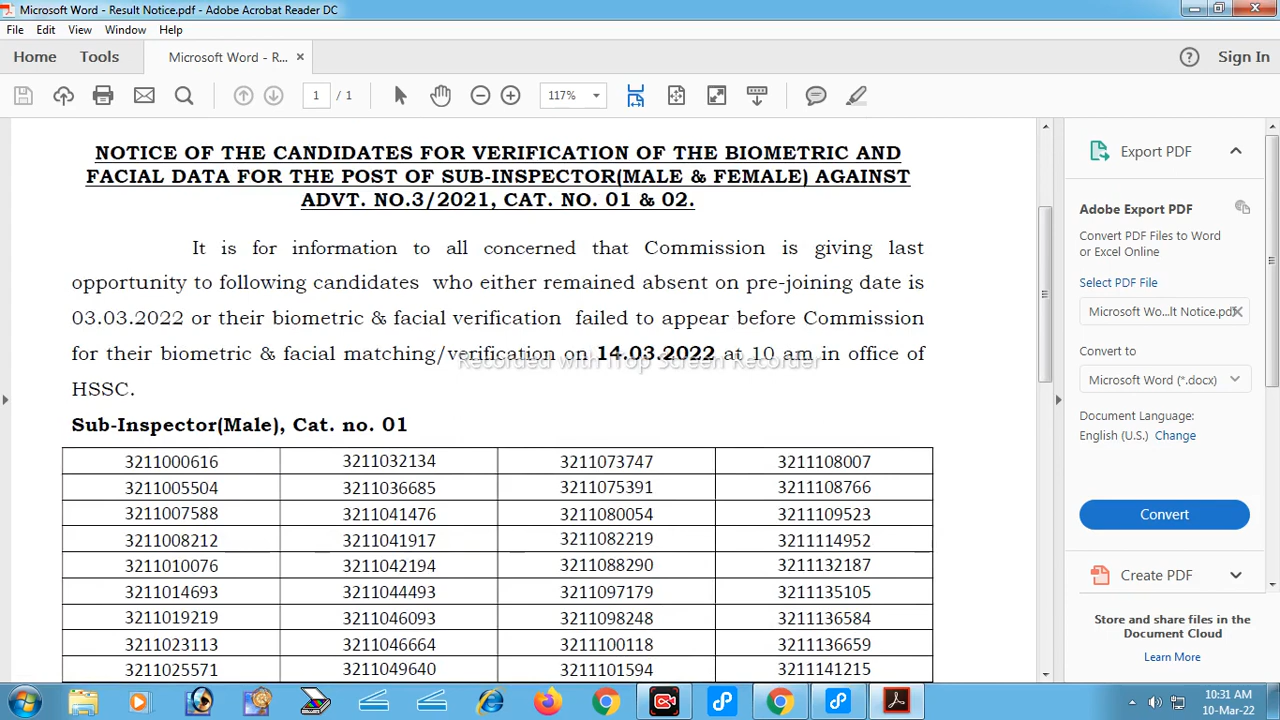 Microsoft Word - Result Notice.pdf - Adobe Acrobat Reader DC
File Edit View Window Help
Home Tools Microsoft Word - R... × Sign In
1 / 1 117%
NOTICE OF THE CANDIDATES FOR VERIFICATION OF THE BIOMETRIC AND
FACIAL DATA FOR THE POST OF SUB-INSPECTOR(MALE & FEMALE) AGAINST
ADVT. NO.3/2021, CAT. NO. 01 & 02.
It is for information to all concerned that Commission is giving last
opportunity to following candidates who either remained absent on pre-joining date is
03.03.2022 or their biometric & facial verification failed to appear before Commission
for their biometric & facial matching/verification on 14.03.2022 at 10 am in office of
Recorded with iTop Screen Recorder
HSSC.
Sub-Inspector(Male), Cat. no. 01
3211000616 3211032134 3211073747 3211108007
3211005504 3211036685 3211075391 3211108766
3211007588 3211041476 3211080054 3211109523
3211008212 3211041917 3211082219 3211114952
3211010076 3211042194 3211088290 3211132187
3211014693 3211044493 3211097179 3211135105
3211019219 3211046093 3211098248 3211136584
3211023113 3211046664 3211100118 3211136659
3211025571 3211049640 3211101594 3211141215
Export PDF
Adobe Export PDF
Convert PDF Files to Word
or Excel Online
Select PDF File
Microsoft Wo...lt Notice.pdf
Convert to
Microsoft Word (*.docx)
Document Language:
English (U.S.) Change
Convert
Create PDF
Store and share files in the
Document Cloud
Learn More
10:31 AM
10-Mar-22